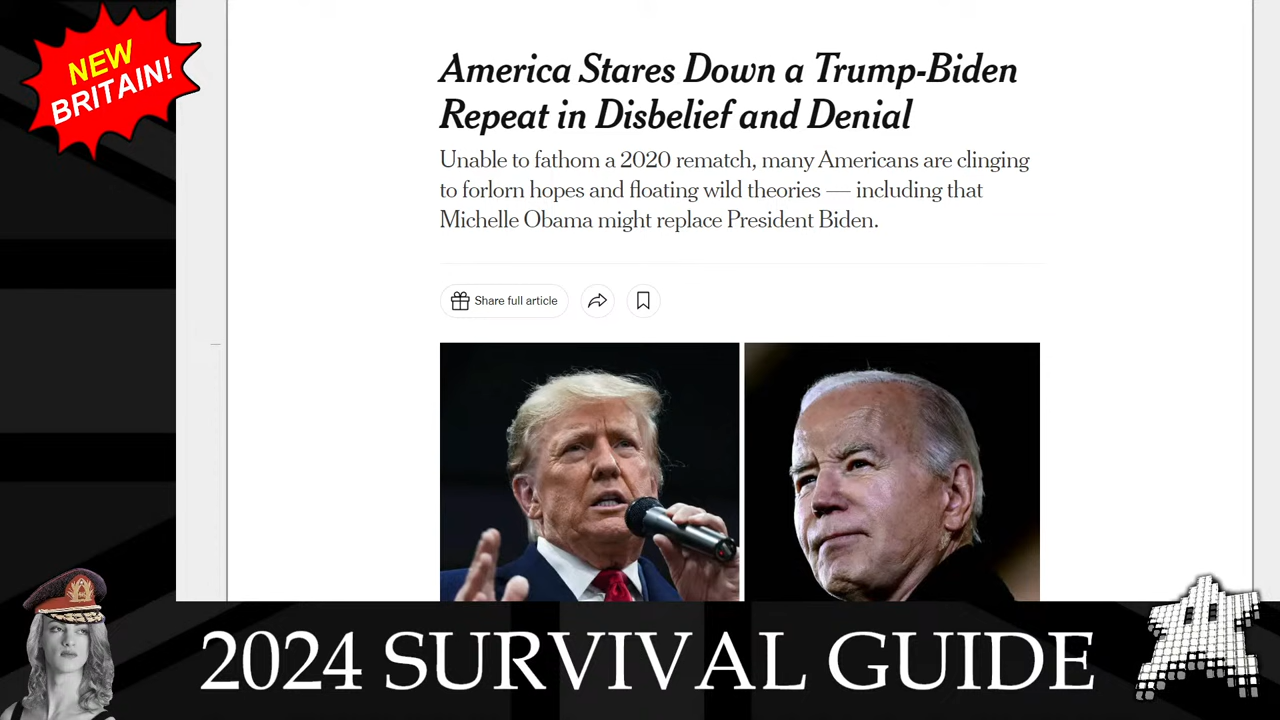 NEW
BRITAIN!
America Stares Down a Trump-Biden
Repeat in Disbelief and Denial
Unable to fathom a 2020 rematch, many Americans are clinging
to forlorn hopes and floating wild theories — including that
Michelle Obama might replace President Biden.
Share full article
2024 SURVIVAL GUIDE